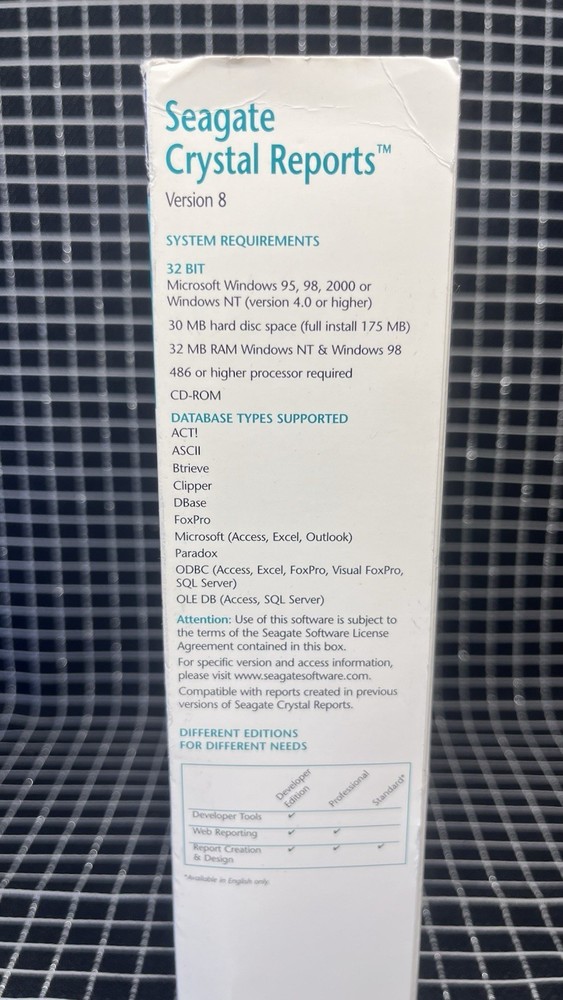 Seagate
Crystal Reports™
Version 8
SYSTEM REQUIREMENTS
32 BIT
Microsoft Windows 95, 98, 2000 or
Windows NT (version 4.0 or higher)
30 MB hard disc space (full install 175 MB)
32 MB RAM Windows NT & Windows 98
486 or higher processor required
CD-ROM
DATABASE TYPES SUPPORTED
ACT!
ASCII
Btrieve
Clipper
DBase
FoxPro
Microsoft (Access, Excel, Outlook)
Paradox
ODBC (Access, Excel, FoxPro, Visual FoxPro,
SQL Server)
OLE DB (Access, SQL Server)
Attention: Use of this software is subject to
the terms of the Seagate Software License
Agreement contained in this box.
For specific version and access information,
please visit www.seagatesoftware.com.
Compatible with reports created in previous
versions of Seagate Crystal Reports.
DIFFERENT EDITIONS
FOR DIFFERENT NEEDS
Developer
Edition
Professional
Standard*
Developer Tools ✓
Web Reporting ✓ ✓
Report Creation ✓ ✓ ✓
& Design
*Available in English only